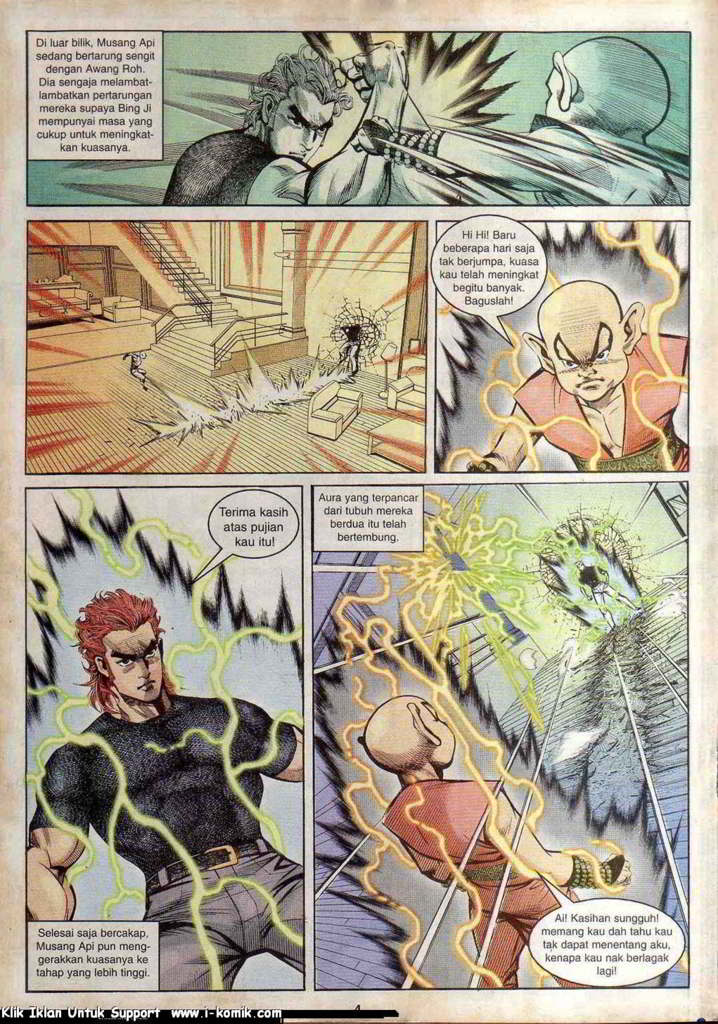 Di luar bilik, Musang Api
sedang bertarung sengit
dengan Awang Roh.
Dia sengaja melambat-
lambatkan pertarungan
mereka supaya Bing Ji
mempunyai masa yang
cukup untuk meningkat-
kan kuasanya.
Hi Hi! Baru
beberapa hari saja
tak berjumpa, kuasa
kau telah meningkat
begitu banyak.
Baguslah!
Terima kasih
atas pujian
kau itu!
Selesai saja bercakap,
Musang Api pun meng-
gerakkan kuasanya ke
tahap yang lebih tinggi.
Aura yang terpancar
dari tubuh mereka
berdua itu telah
bertembung.
Ai! Kasihan sungguh!
memang kau dah tahu kau
tak dapat menentang aku,
kenapa kau nak berlagak
lagi!
Klik Iklan Untuk Support www.i-komik.com